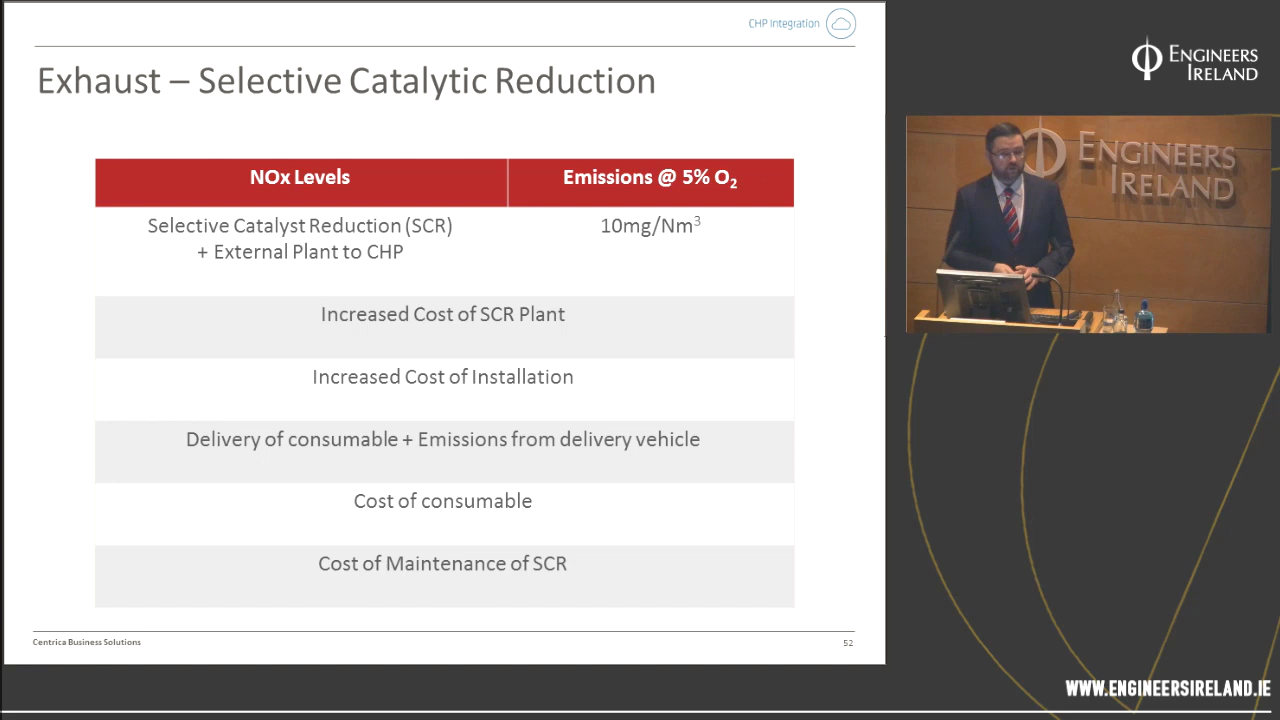 CHP Integration
Exhaust – Selective Catalytic Reduction
NOx Levels
Emissions @ 5% O₂
Selective Catalyst Reduction (SCR)
+ External Plant to CHP
10mg/Nm³
Increased Cost of SCR Plant
Increased Cost of Installation
Delivery of consumable + Emissions from delivery vehicle
Cost of consumable
Cost of Maintenance of SCR
Centrica Business Solutions
52
ENGINEERS
IRELAND
ENGINEERS
IRELAND
WWW.ENGINEERSIRELAND.IE